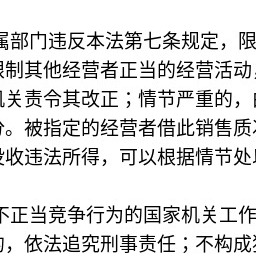 属部门违反本法第七条规定，限
限制其他经营者正当的经营活动，
机关责令其改正；情节严重的，由
分。被指定的经营者借此销售质次
没收违法所得，可以根据情节处以
不正当竞争行为的国家机关工作
的，依法追究刑事责任；不构成犯